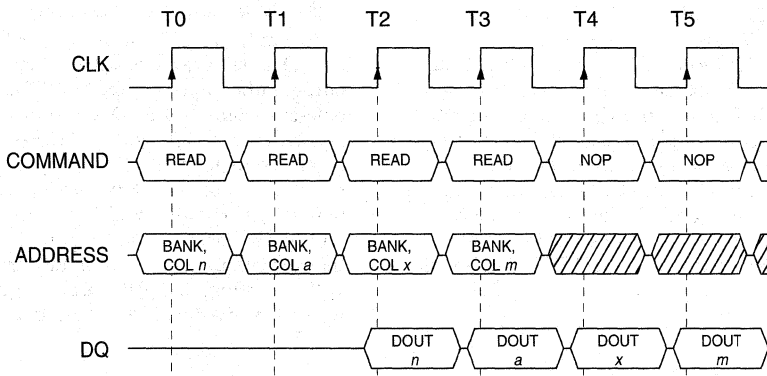 T0 T1 T2 T3 T4 T5
CLK
COMMAND READ READ READ READ NOP NOP
ADDRESS BANK, BANK, BANK, BANK,
COL n COL a COL x COL m
DQ DOUT DOUT DOUT DOUT
n a x m